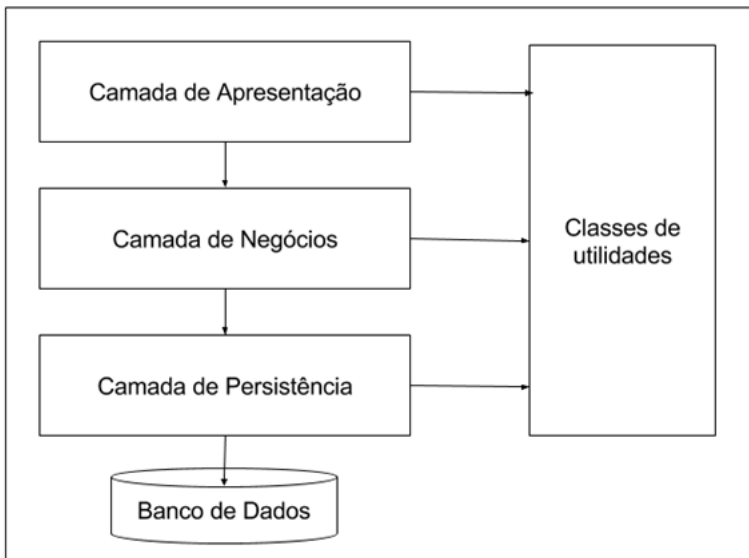 Camada de Apresentação
Camada de Negócios
Classes de
utilidades
Camada de Persistência
Banco de Dados